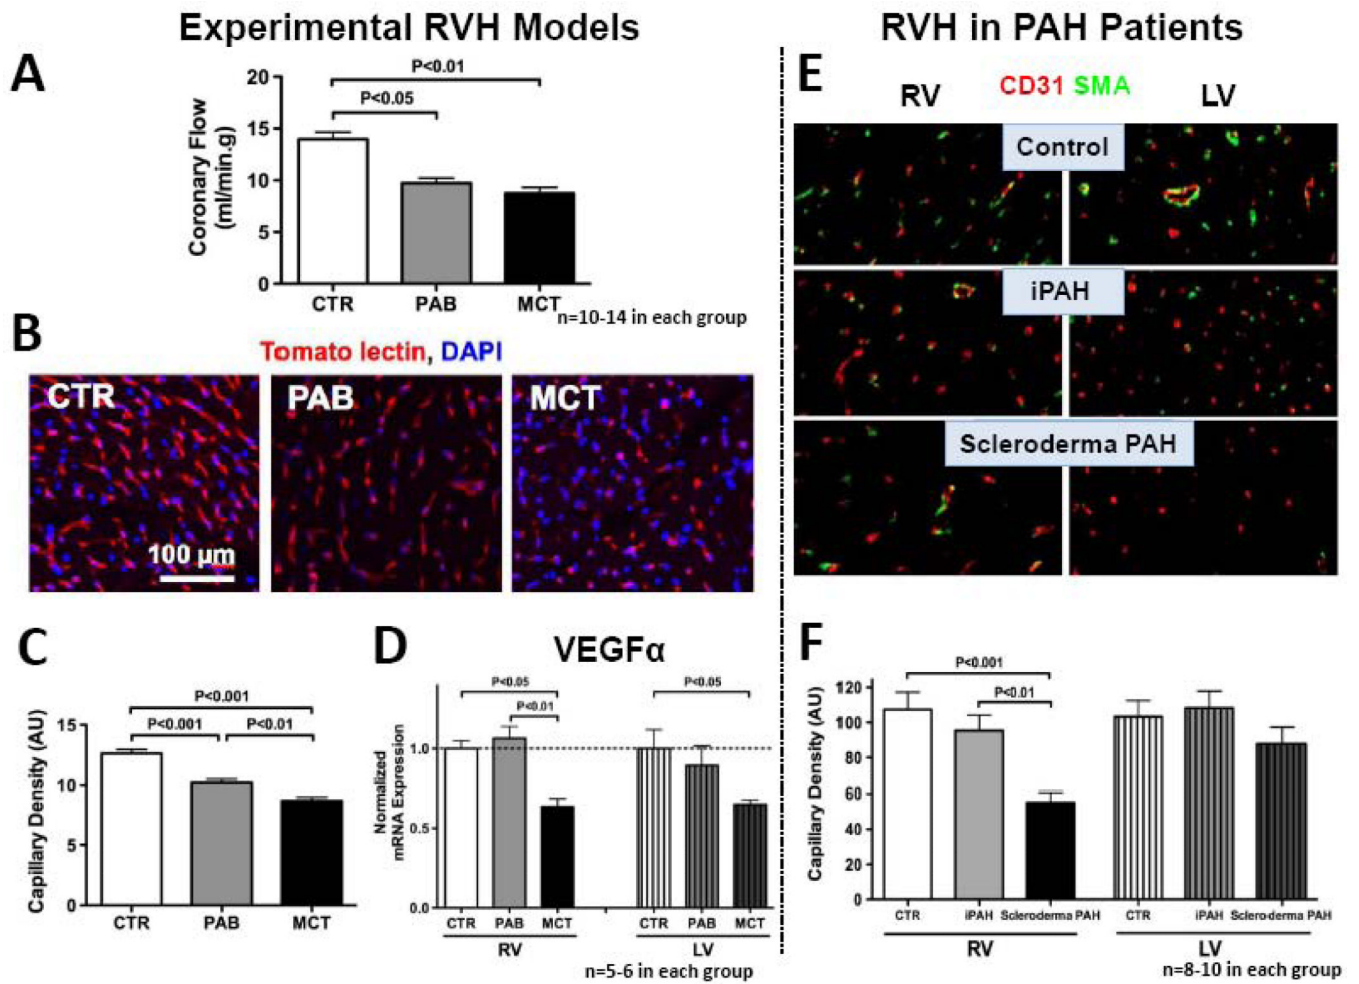 Experimental RVH Models
RVH in PAH Patients
A
P<0.01
P<0.05
Coronary Flow
(ml/min.g)
20
15
10
5
0
CTR PAB MCT
n=10-14 in each group
B
Tomato lectin, DAPI
CTR
PAB
MCT
100 µm
C
P<0.001
P<0.001 P<0.01
Capillary Density (AU)
15
10
5
0
CTR PAB MCT
D
VEGFα
P<0.05 P<0.05
P<0.01
Normalized
mRNA Expression
1.0
0.5
0.0
CTR PAB MCT CTR PAB MCT
RV LV
n=5-6 in each group
E
CD31 SMA
RV LV
Control
iPAH
Scleroderma PAH
F
P<0.001
P<0.01
Capillary Density (AU)
120
100
80
60
40
20
0
CTR iPAH Scleroderma PAH CTR iPAH Scleroderma PAH
RV LV
n=8-10 in each group